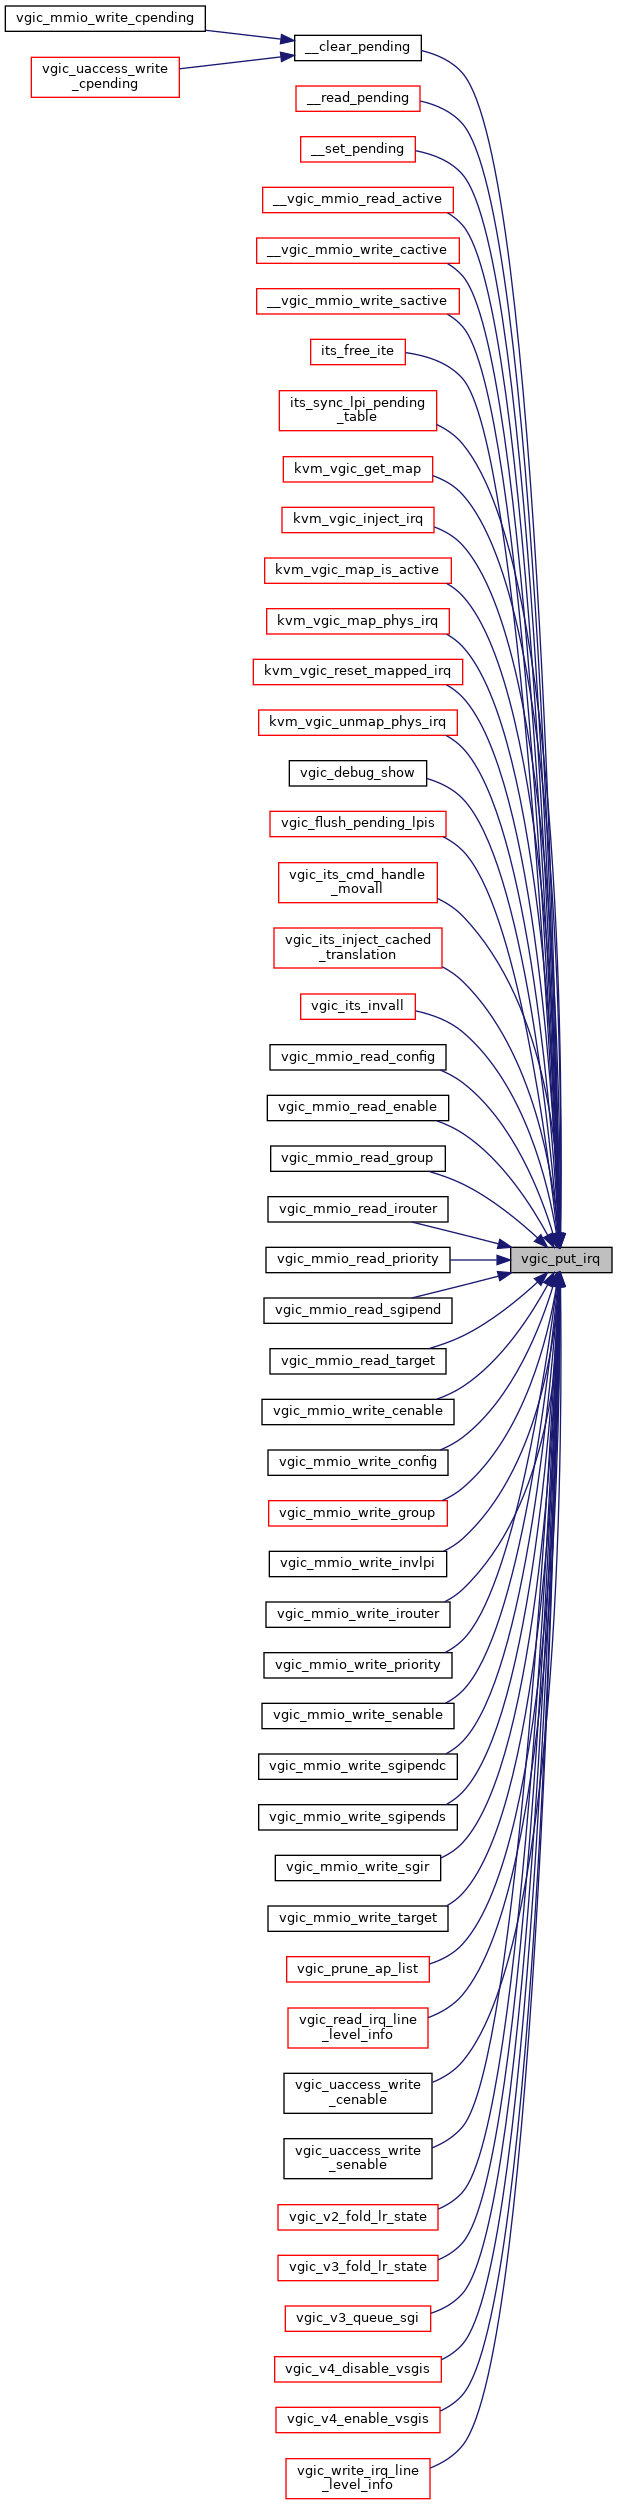 vgic_mmio_write_cpending
__clear_pending
vgic_uaccess_write
_cpending
__read_pending
__set_pending
__vgic_mmio_read_active
__vgic_mmio_write_cactive
__vgic_mmio_write_sactive
its_free_ite
its_sync_lpi_pending
_table
kvm_vgic_get_map
kvm_vgic_inject_irq
kvm_vgic_map_is_active
kvm_vgic_map_phys_irq
kvm_vgic_reset_mapped_irq
kvm_vgic_unmap_phys_irq
vgic_debug_show
vgic_flush_pending_lpis
vgic_its_cmd_handle
_movall
vgic_its_inject_cached
_translation
vgic_its_invall
vgic_mmio_read_config
vgic_mmio_read_enable
vgic_mmio_read_group
vgic_mmio_read_irouter
vgic_mmio_read_priority
vgic_put_irq
vgic_mmio_read_sgipend
vgic_mmio_read_target
vgic_mmio_write_cenable
vgic_mmio_write_config
vgic_mmio_write_group
vgic_mmio_write_invlpi
vgic_mmio_write_irouter
vgic_mmio_write_priority
vgic_mmio_write_senable
vgic_mmio_write_sgipendc
vgic_mmio_write_sgipends
vgic_mmio_write_sgir
vgic_mmio_write_target
vgic_prune_ap_list
vgic_read_irq_line
_level_info
vgic_uaccess_write
_cenable
vgic_uaccess_write
_senable
vgic_v2_fold_lr_state
vgic_v3_fold_lr_state
vgic_v3_queue_sgi
vgic_v4_disable_vsgis
vgic_v4_enable_vsgis
vgic_write_irq_line
_level_info